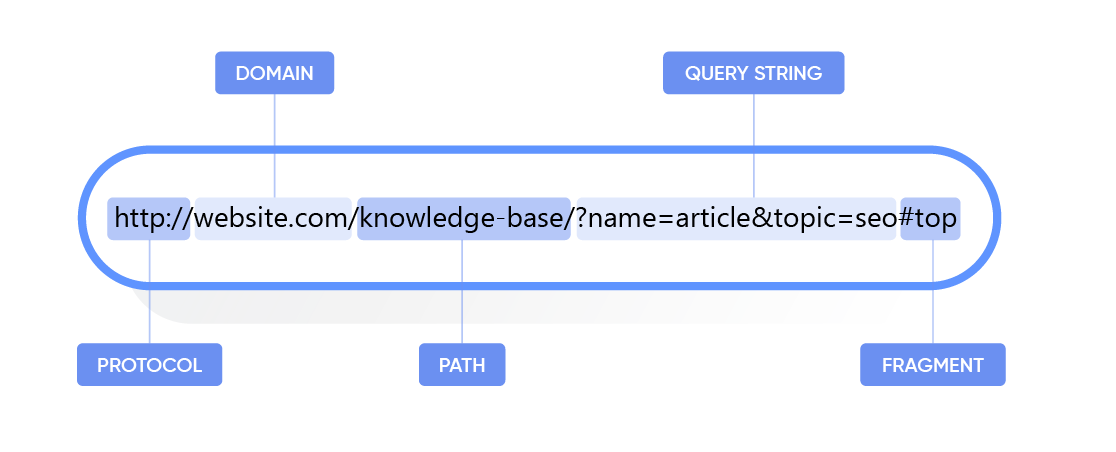 DOMAIN
QUERY STRING
http://website.com/knowledge-base/?name=article&topic=seo#top
PROTOCOL
PATH
FRAGMENT